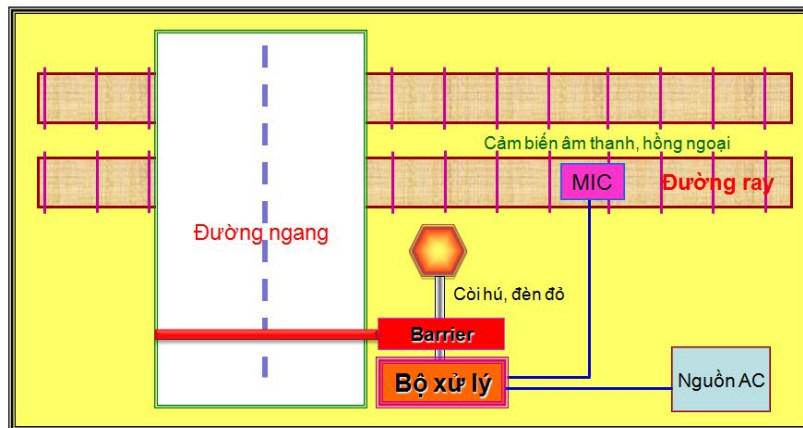 Cảm biến âm thanh, hồng ngoại
MIC
Đường ray
Đường ngang
Còi hú, đèn đỏ
Barrier
Bộ xử lý
Nguồn AC